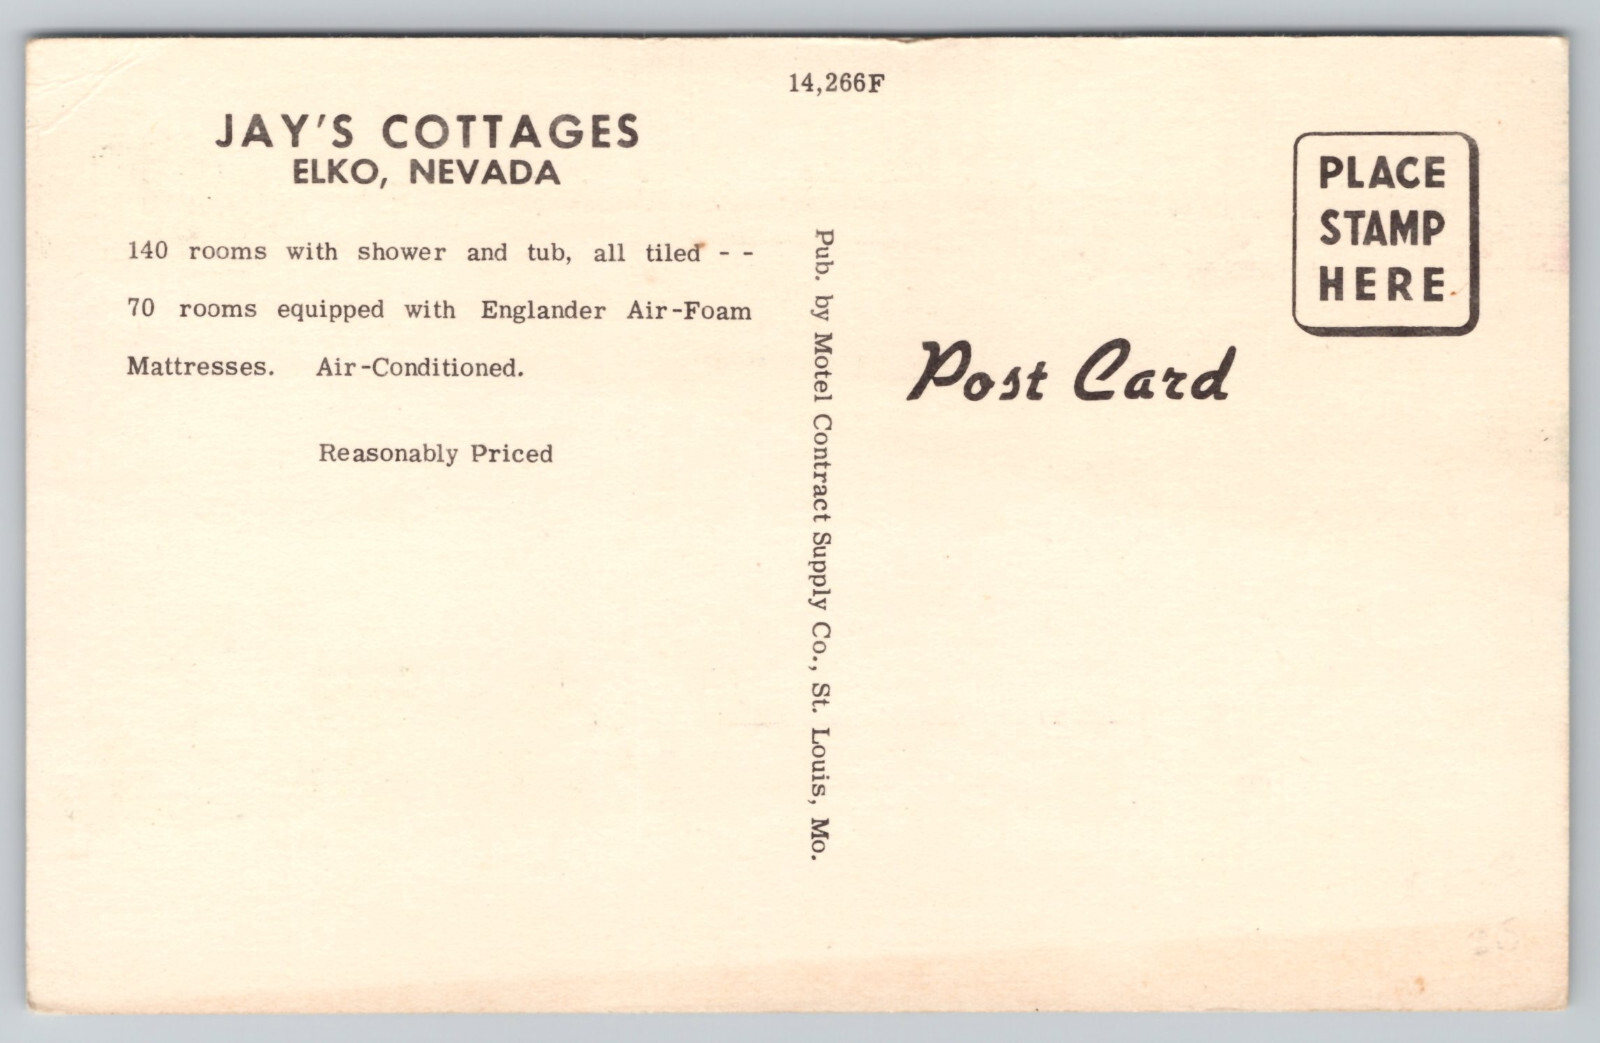 14,266F
JAY'S COTTAGES
ELKO, NEVADA
140 rooms with shower and tub, all tiled - -
70 rooms equipped with Englander Air-Foam
Mattresses. Air-Conditioned.
Reasonably Priced
Pub. by Motel Contract Supply Co., St. Louis, Mo.
PLACE
STAMP
HERE
Post Card